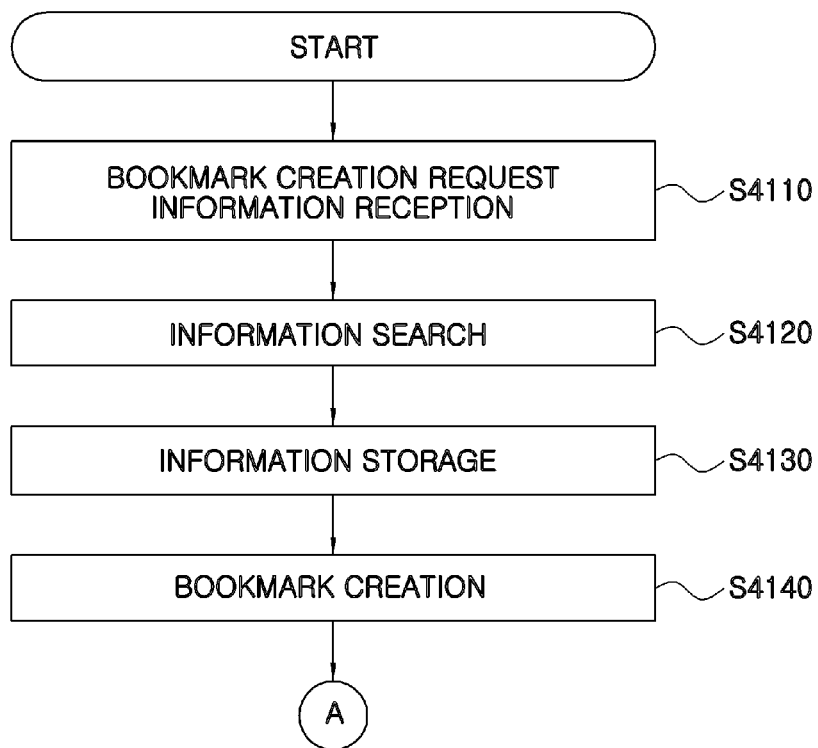 START
BOOKMARK CREATION REQUEST
INFORMATION RECEPTION
S4110
INFORMATION SEARCH
S4120
INFORMATION STORAGE
S4130
BOOKMARK CREATION
S4140
A